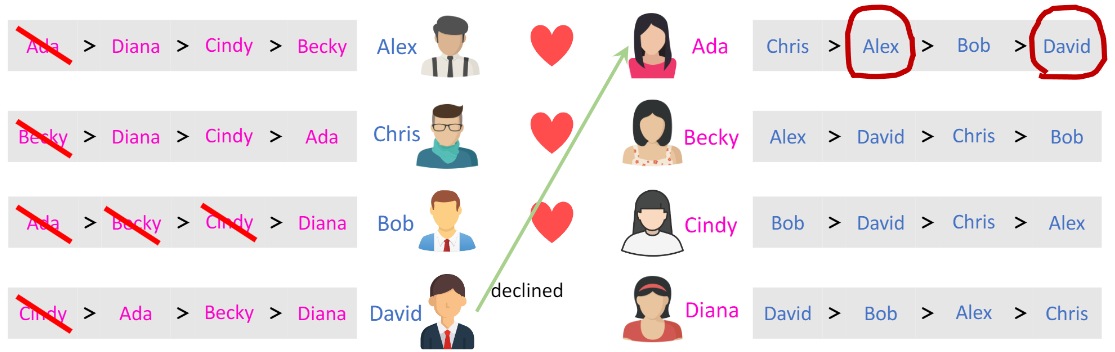 Ada > Diana > Cindy > Becky Alex Ada Chris > Alex > Bob > David
Becky > Diana > Cindy > Ada Chris Becky Alex > David > Chris > Bob
Ada > Becky > Cindy > Diana Bob Cindy Bob > David > Chris > Alex
declined
Cindy > Ada > Becky > Diana David Diana David > Bob > Alex > Chris